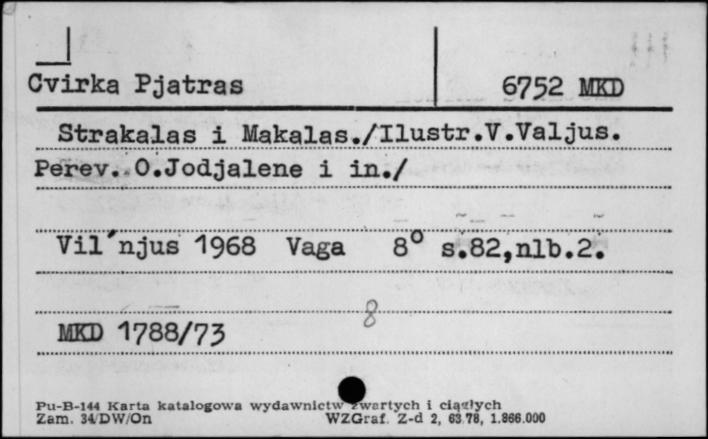 Cvirka Pjatras 6752 MKD
Strakalas i Makalas./Ilustr.V.Valjus.
Perev. O.Jodjalene i in./
Vil'njus 1968 Vaga 8° s.82,nlb.2.
8
MKD 1788/73
Pu-B-144 Karta katalogowa wydawnictw zwartych i ciągłych
Zam. 34/DW/On WZGraf. Z-d 2, 63.78, 1.866.000